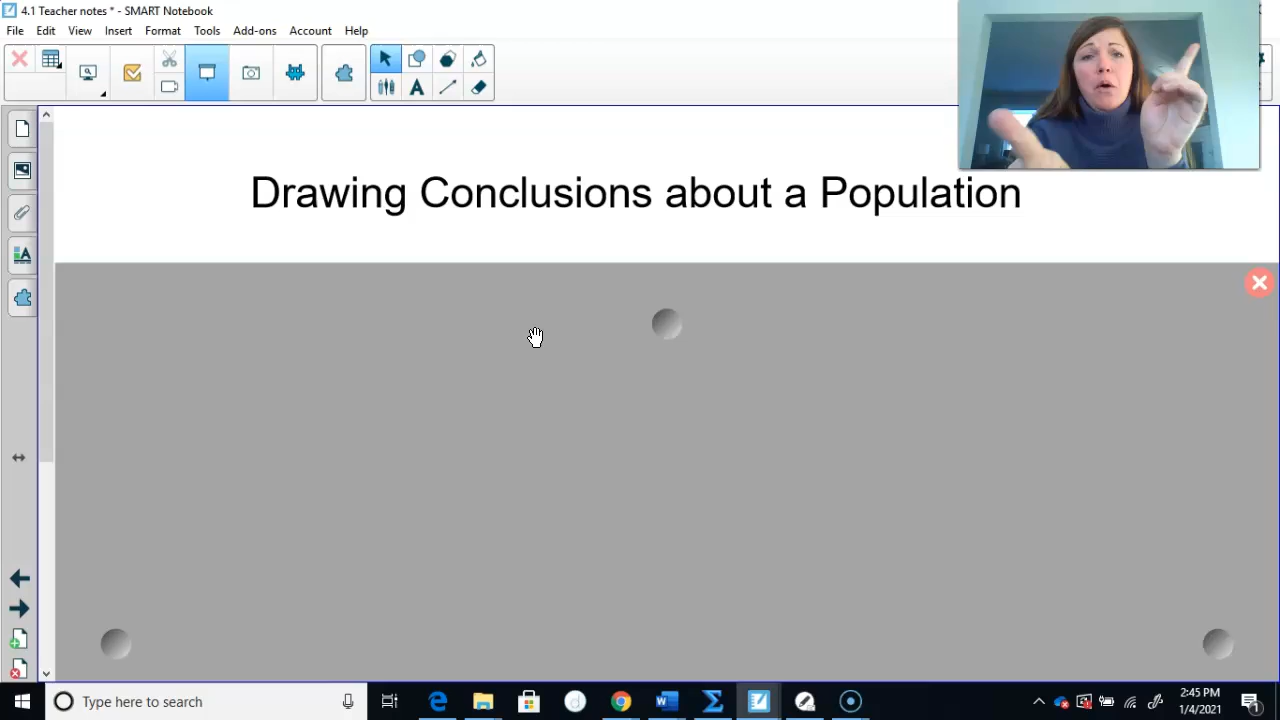 4.1 Teacher notes * - SMART Notebook
File Edit View Insert Format Tools Add-ons Account Help
Drawing Conclusions about a Population
Type here to search
2:45 PM
1/4/2021
1